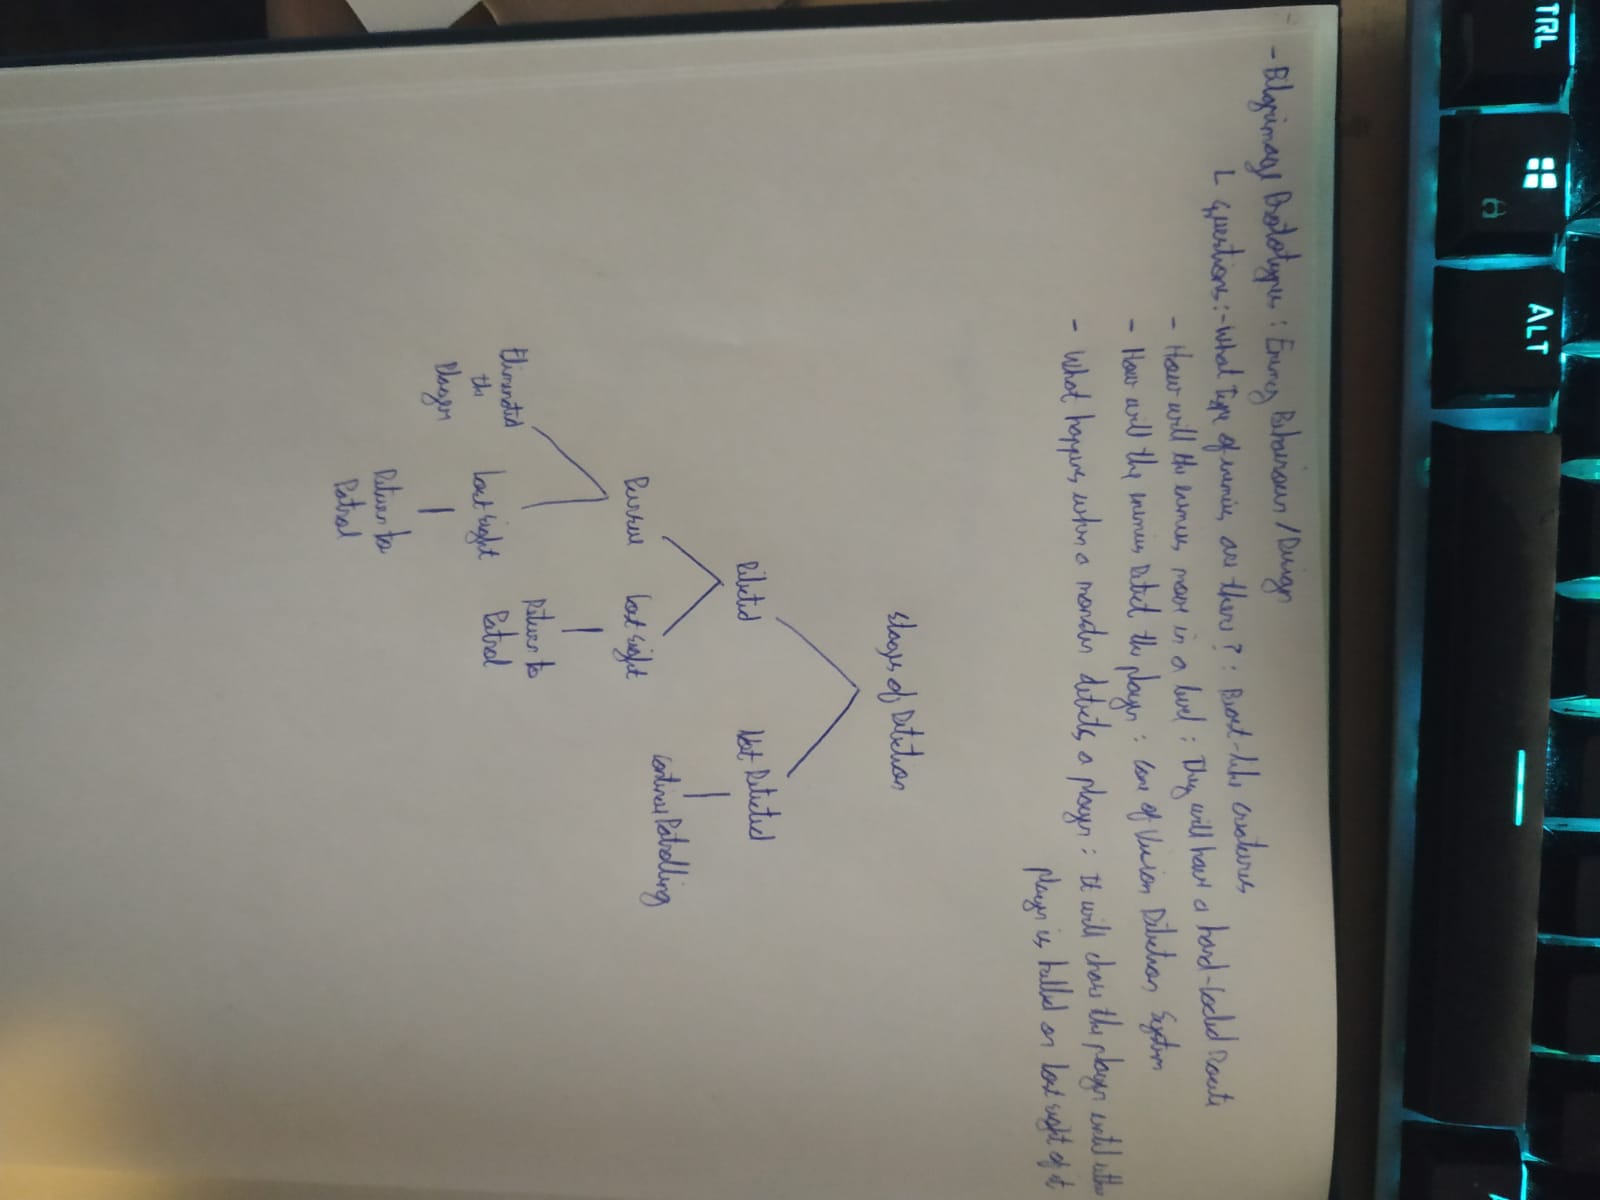 TRL
ALT
- Pilgrimage Prototypes : Enemy Behaviour / Design
L Questions :- What Type of enemies are there ? : Beast-like creatures
- How will the enemies move in a level : They will have a hard-coded Route
- How will the enemies Detect the player : Cone of Vision Detection System
- What happens when a monster detects a player : It will chase the player until either
player is killed or lost sight of it
Stages of Detection
Detected
Not Detected
Continue Patrolling
Pursue
Lost Sight
Return to
Patrol
Eliminated
the
Player
Lost Sight
Return to
Patrol